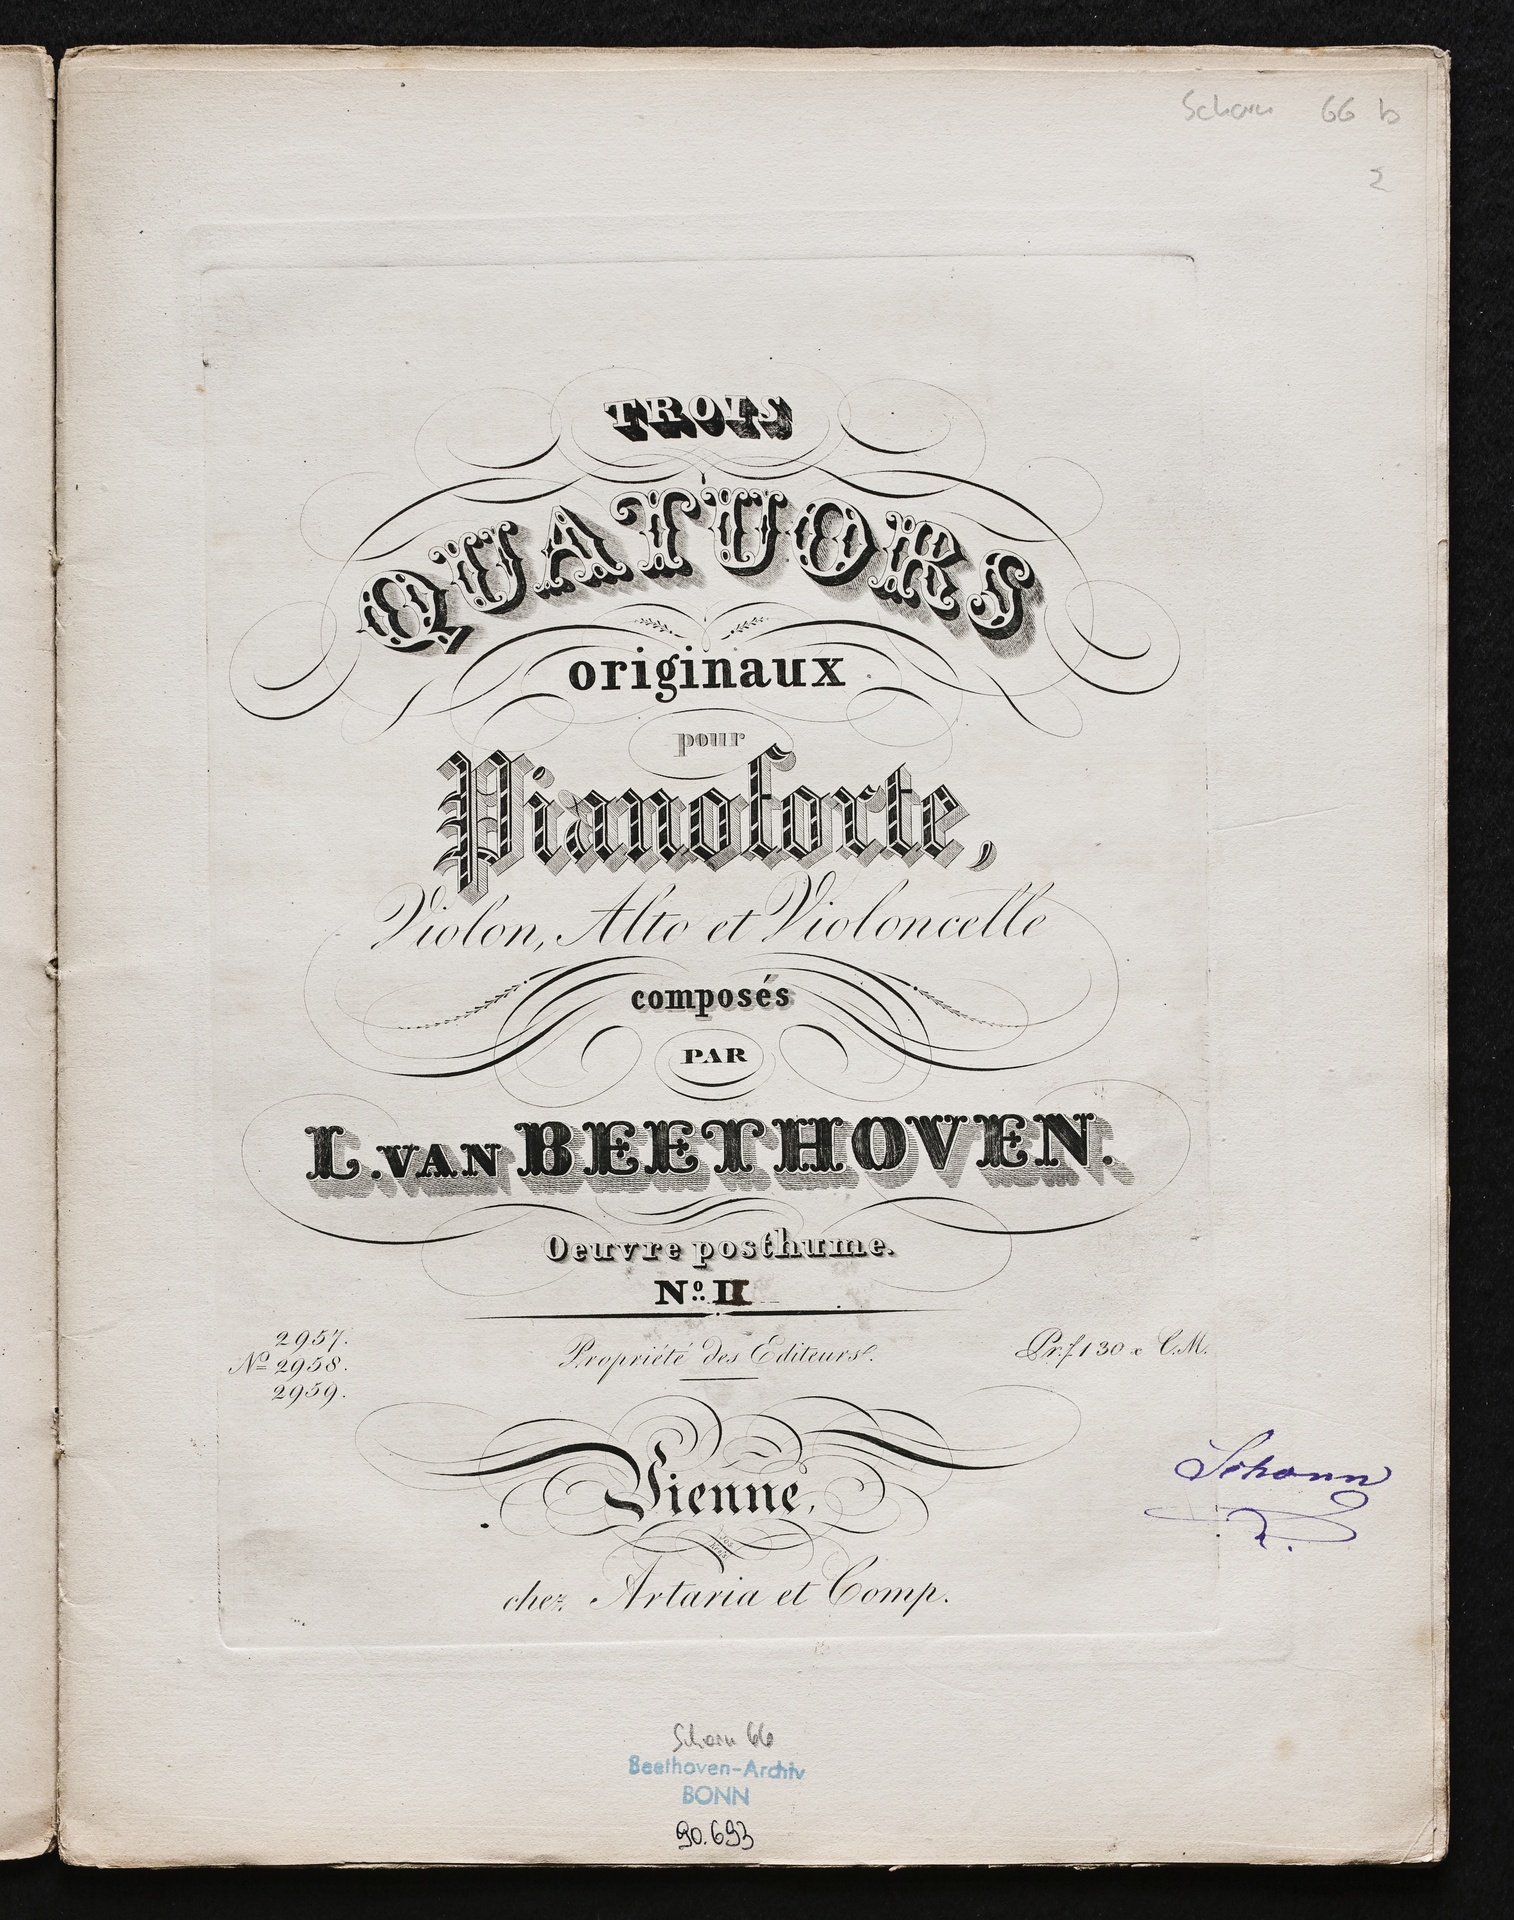 Schorn 66 b
2
TROIS
QUATUORS
originaux
pour
Pianoforte,
Violon, Alto et Violoncelle
composés
PAR
L. VAN BEETHOVEN.
Oeuvre posthume.
No. II
2957.
No 2958.
2959.
Propriété des Editeurs.
Pr. f 1 30 x C.M.
Vienne,
chez Artaria et Comp.
Schorn 66
Beethoven-Archiv
BONN
90.693